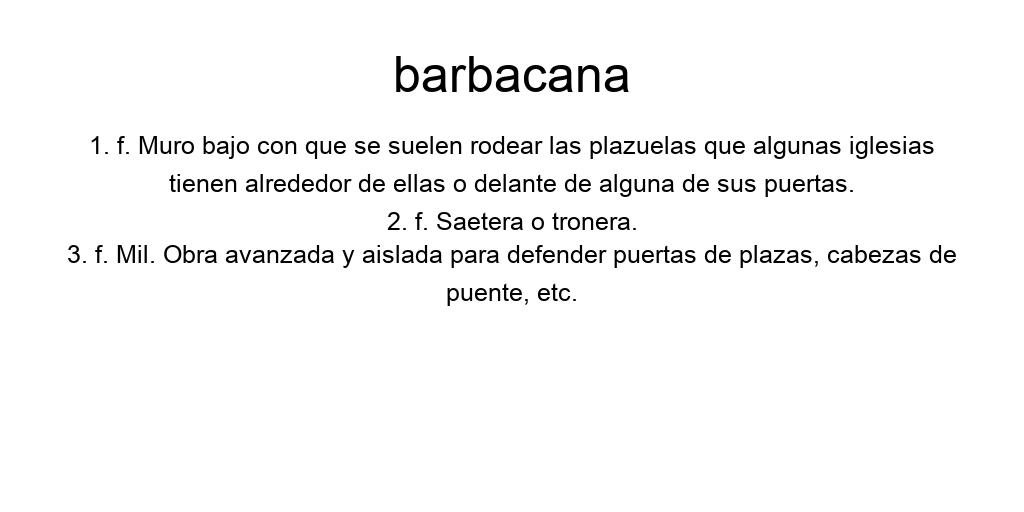 barbacana
1. f. Muro bajo con que se suelen rodear las plazuelas que algunas iglesias
tienen alrededor de ellas o delante de alguna de sus puertas.
2. f. Saetera o tronera.
3. f. Mil. Obra avanzada y aislada para defender puertas de plazas, cabezas de
puente, etc.